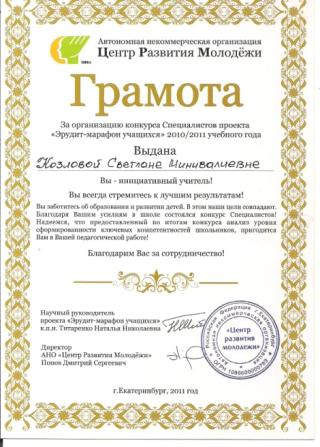 Автономная некоммерческая организация
Центр Развития Молодёжи
Грамота
За организацию конкурса Специалистов проекта
«Эрудит-марафон учащихся» 2010/2011 учебного года
Выдана
Козловой Светлане Минивалиевне
Вы - инициативный учитель!
Вы всегда стремитесь к лучшим результатам!
Вы заботитесь об образовании и развитии детей. В этом наши цели совпадают.
Благодаря Вашим усилиям в школе состоялся конкурс Специалистов!
Надеемся, что предоставленный по итогам конкурса анализ уровня
сформированности ключевых компетентностей школьников, пригодится
Вам в Вашей педагогической работе!
Благодарим Вас за сотрудничество!
Научный руководитель
проекта «Эрудит-марафон учащихся»
к.п.н. Титаренко Наталья Николаевна
Директор
АНО «Центр Развития Молодёжи»
Попов Дмитрий Сергеевич
«Центр
развития
молодежи»
г.Екатеринбург, 2011 год